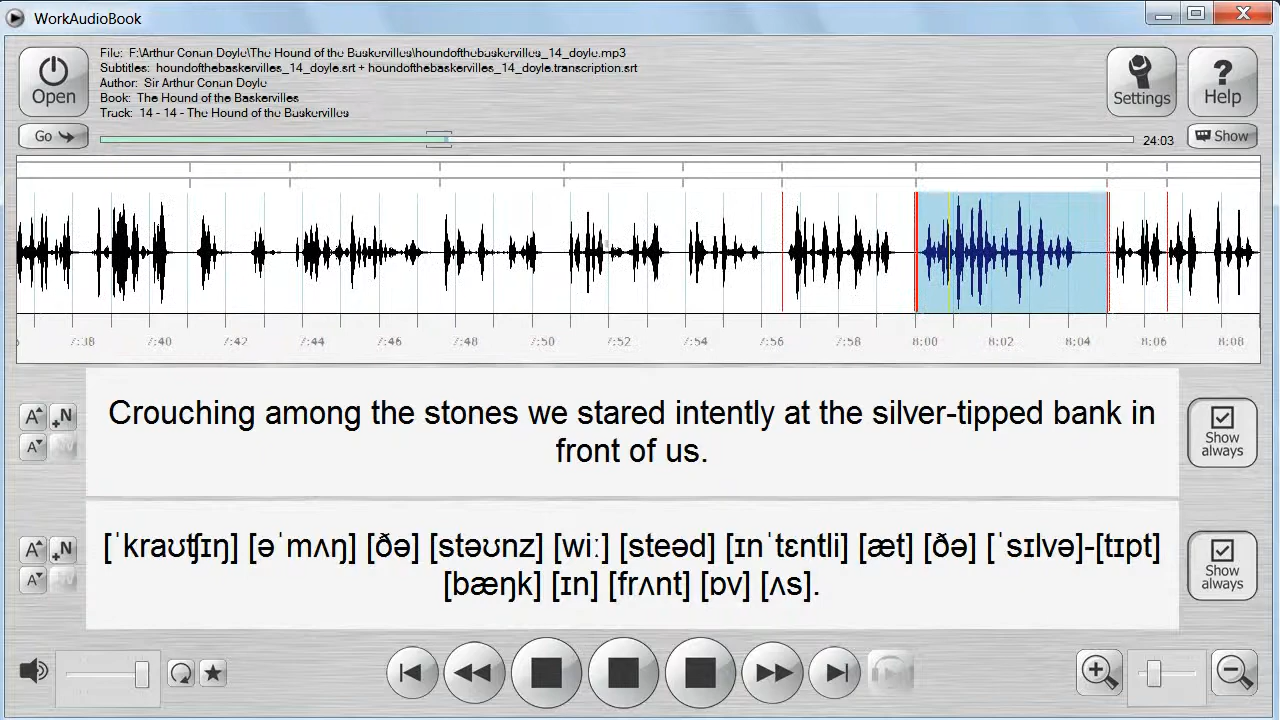 WorkAudioBook
File: F:\Arthur Conan Doyle\The Hound of the Baskervilles\houndofthebaskervilles_14_doyle.mp3
Subtitles: houndofthebaskervilles_14_doyle.srt + houndofthebaskervilles_14_doyle.transcription.srt
Author: Sir Arthur Conan Doyle
Book: The Hound of the Baskervilles
Track: 14 - 14 - The Hound of the Baskervilles
Open
Settings
Help
Go
24:03
Show
7:38 7:40 7:42 7:44 7:46 7:48 7:50 7:52 7:54 7:56 7:58 8:00 8:02 8:04 8:06 8:08
A N
A
Crouching among the stones we stared intently at the silver-tipped bank in
front of us.
Show
always
A N
A
[ˈkraʊʧɪŋ] [əˈmʌŋ] [ðə] [stəʊnz] [wiː] [steəd] [ɪnˈtɛntli] [æt] [ðə] [ˈsɪlvə]-[tɪpt]
[bæŋk] [ɪn] [frʌnt] [ɒv] [ʌs].
Show
always